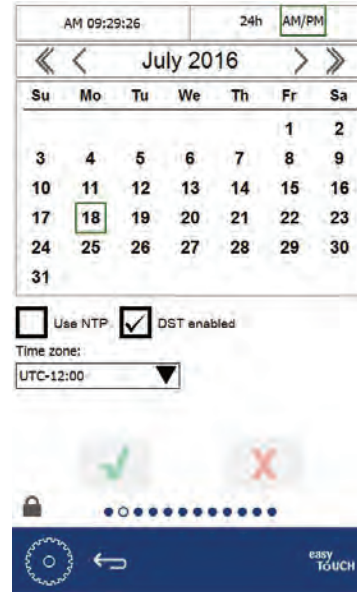 AM 09:29:26 24h AM/PM
July 2016
Su Mo Tu We Th Fr Sa
1 2
3 4 5 6 7 8 9
10 11 12 13 14 15 16
17 18 19 20 21 22 23
24 25 26 27 28 29 30
31
Use NTP DST enabled
Time zone:
UTC-12:00
easy
TOUCH